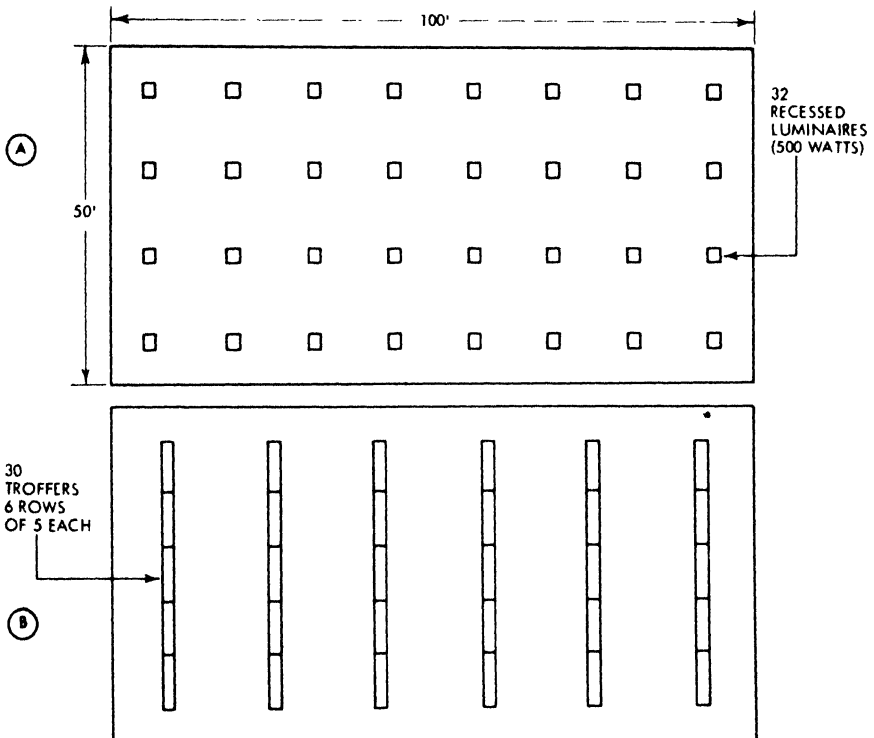 100'
A
32
RECESSED
LUMINAIRES
(500 WATTS)
50'
30
TROFFERS
6 ROWS
OF 5 EACH
B